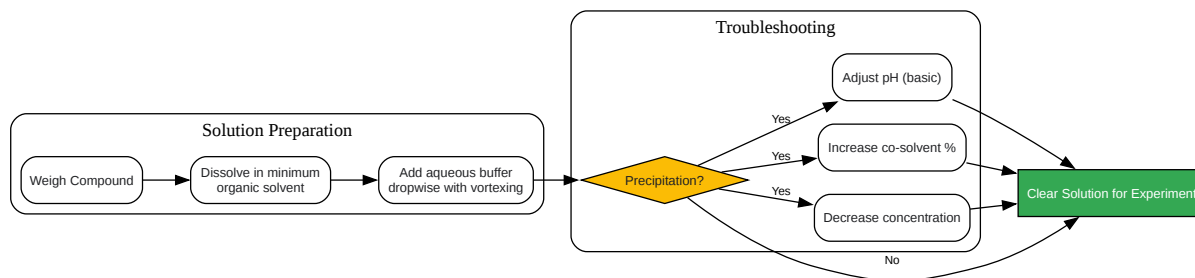 Solution Preparation
Weigh Compound
Dissolve in minimum
organic solvent
Add aqueous buffer
dropwise with vortexing
Troubleshooting
Precipitation?
Yes
Adjust pH (basic)
Yes
Increase co-solvent %
Yes
Decrease concentration
No
Clear Solution for Experiment